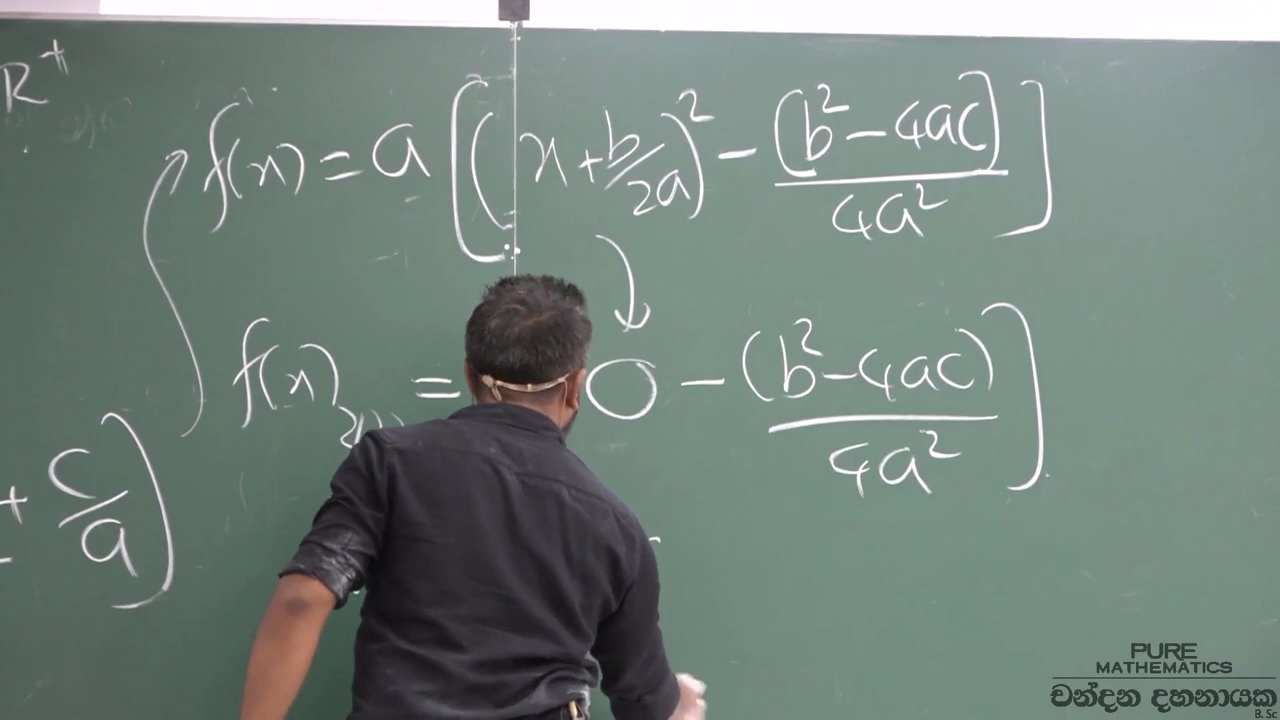 R⁺
f(x) = a [ ( x + b/2a )² − (b² − 4ac) / 4a² ]
f(x) = 0 − (b² − 4ac) / 4a² ]
+ c/a )
PURE
MATHEMATICS
චන්දන දහනායක
B. Sc